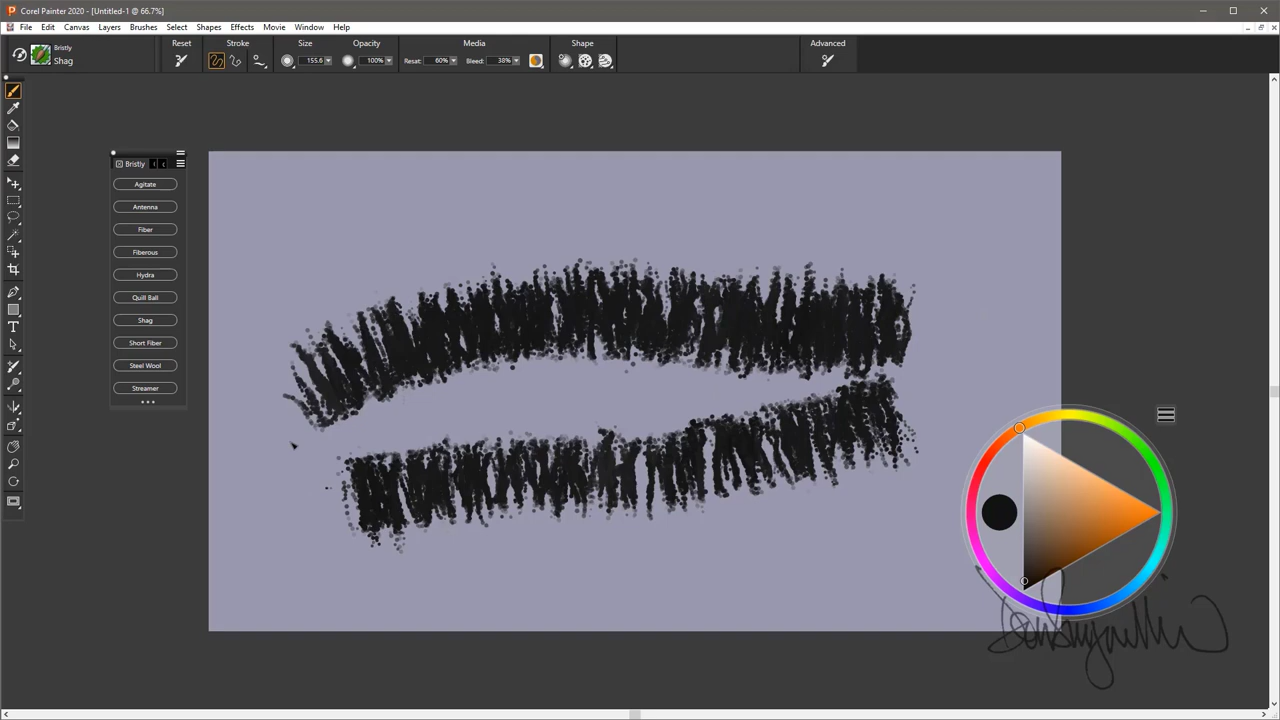 Corel Painter 2020 - [Untitled-1 @ 66.7%]
File Edit Canvas Layers Brushes Select Shapes Effects Movie Window Help
Bristly
Shag
Reset Stroke Size Opacity Media Shape Advanced
155.6 100% Resat: 60% Bleed: 38%
Bristly
Agitate
Antenna
Fiber
Fiberous
Hydra
Quill Ball
Shag
Short Fiber
Steel Wool
Streamer